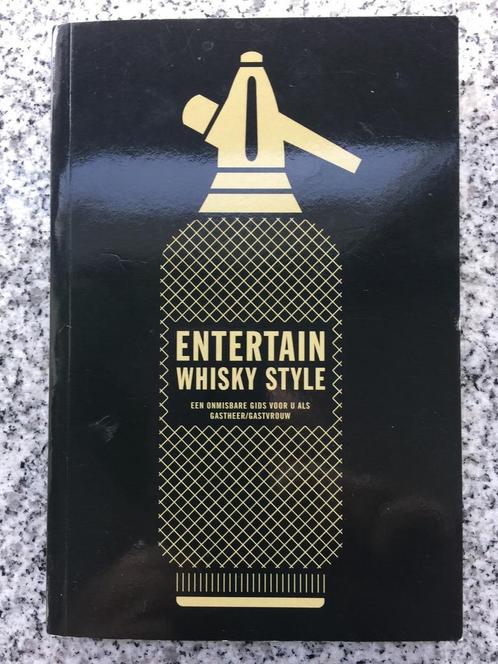 ENTERTAIN
WHISKY STYLE
EEN ONMISBARE GIDS VOOR U ALS
GASTHEER/GASTVROUW